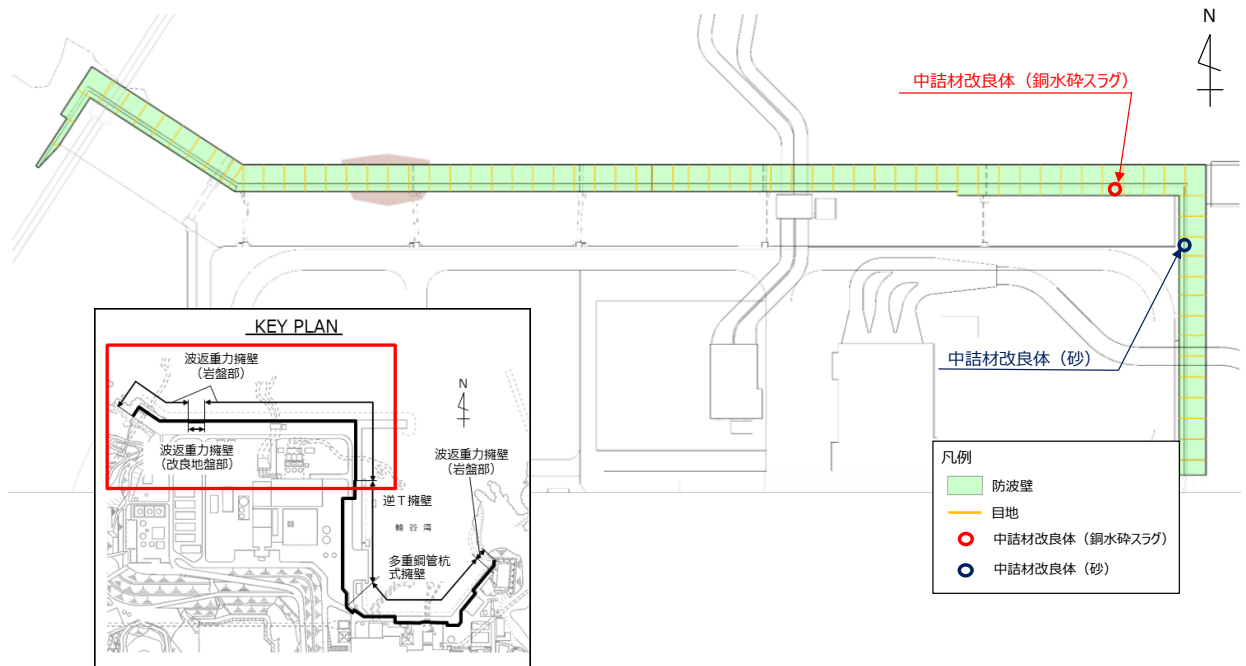 N
中詰材改良体（銅水砕スラグ）
中詰材改良体（砂）
KEY PLAN
波返重力擁壁
（岩盤部）
N
波返重力擁壁
（改良地盤部）
波返重力擁壁
（岩盤部）
逆Ｔ擁壁
輪谷湾
多重鋼管杭
式擁壁
凡例
防波壁
目地
中詰材改良体（銅水砕スラグ）
中詰材改良体（砂）